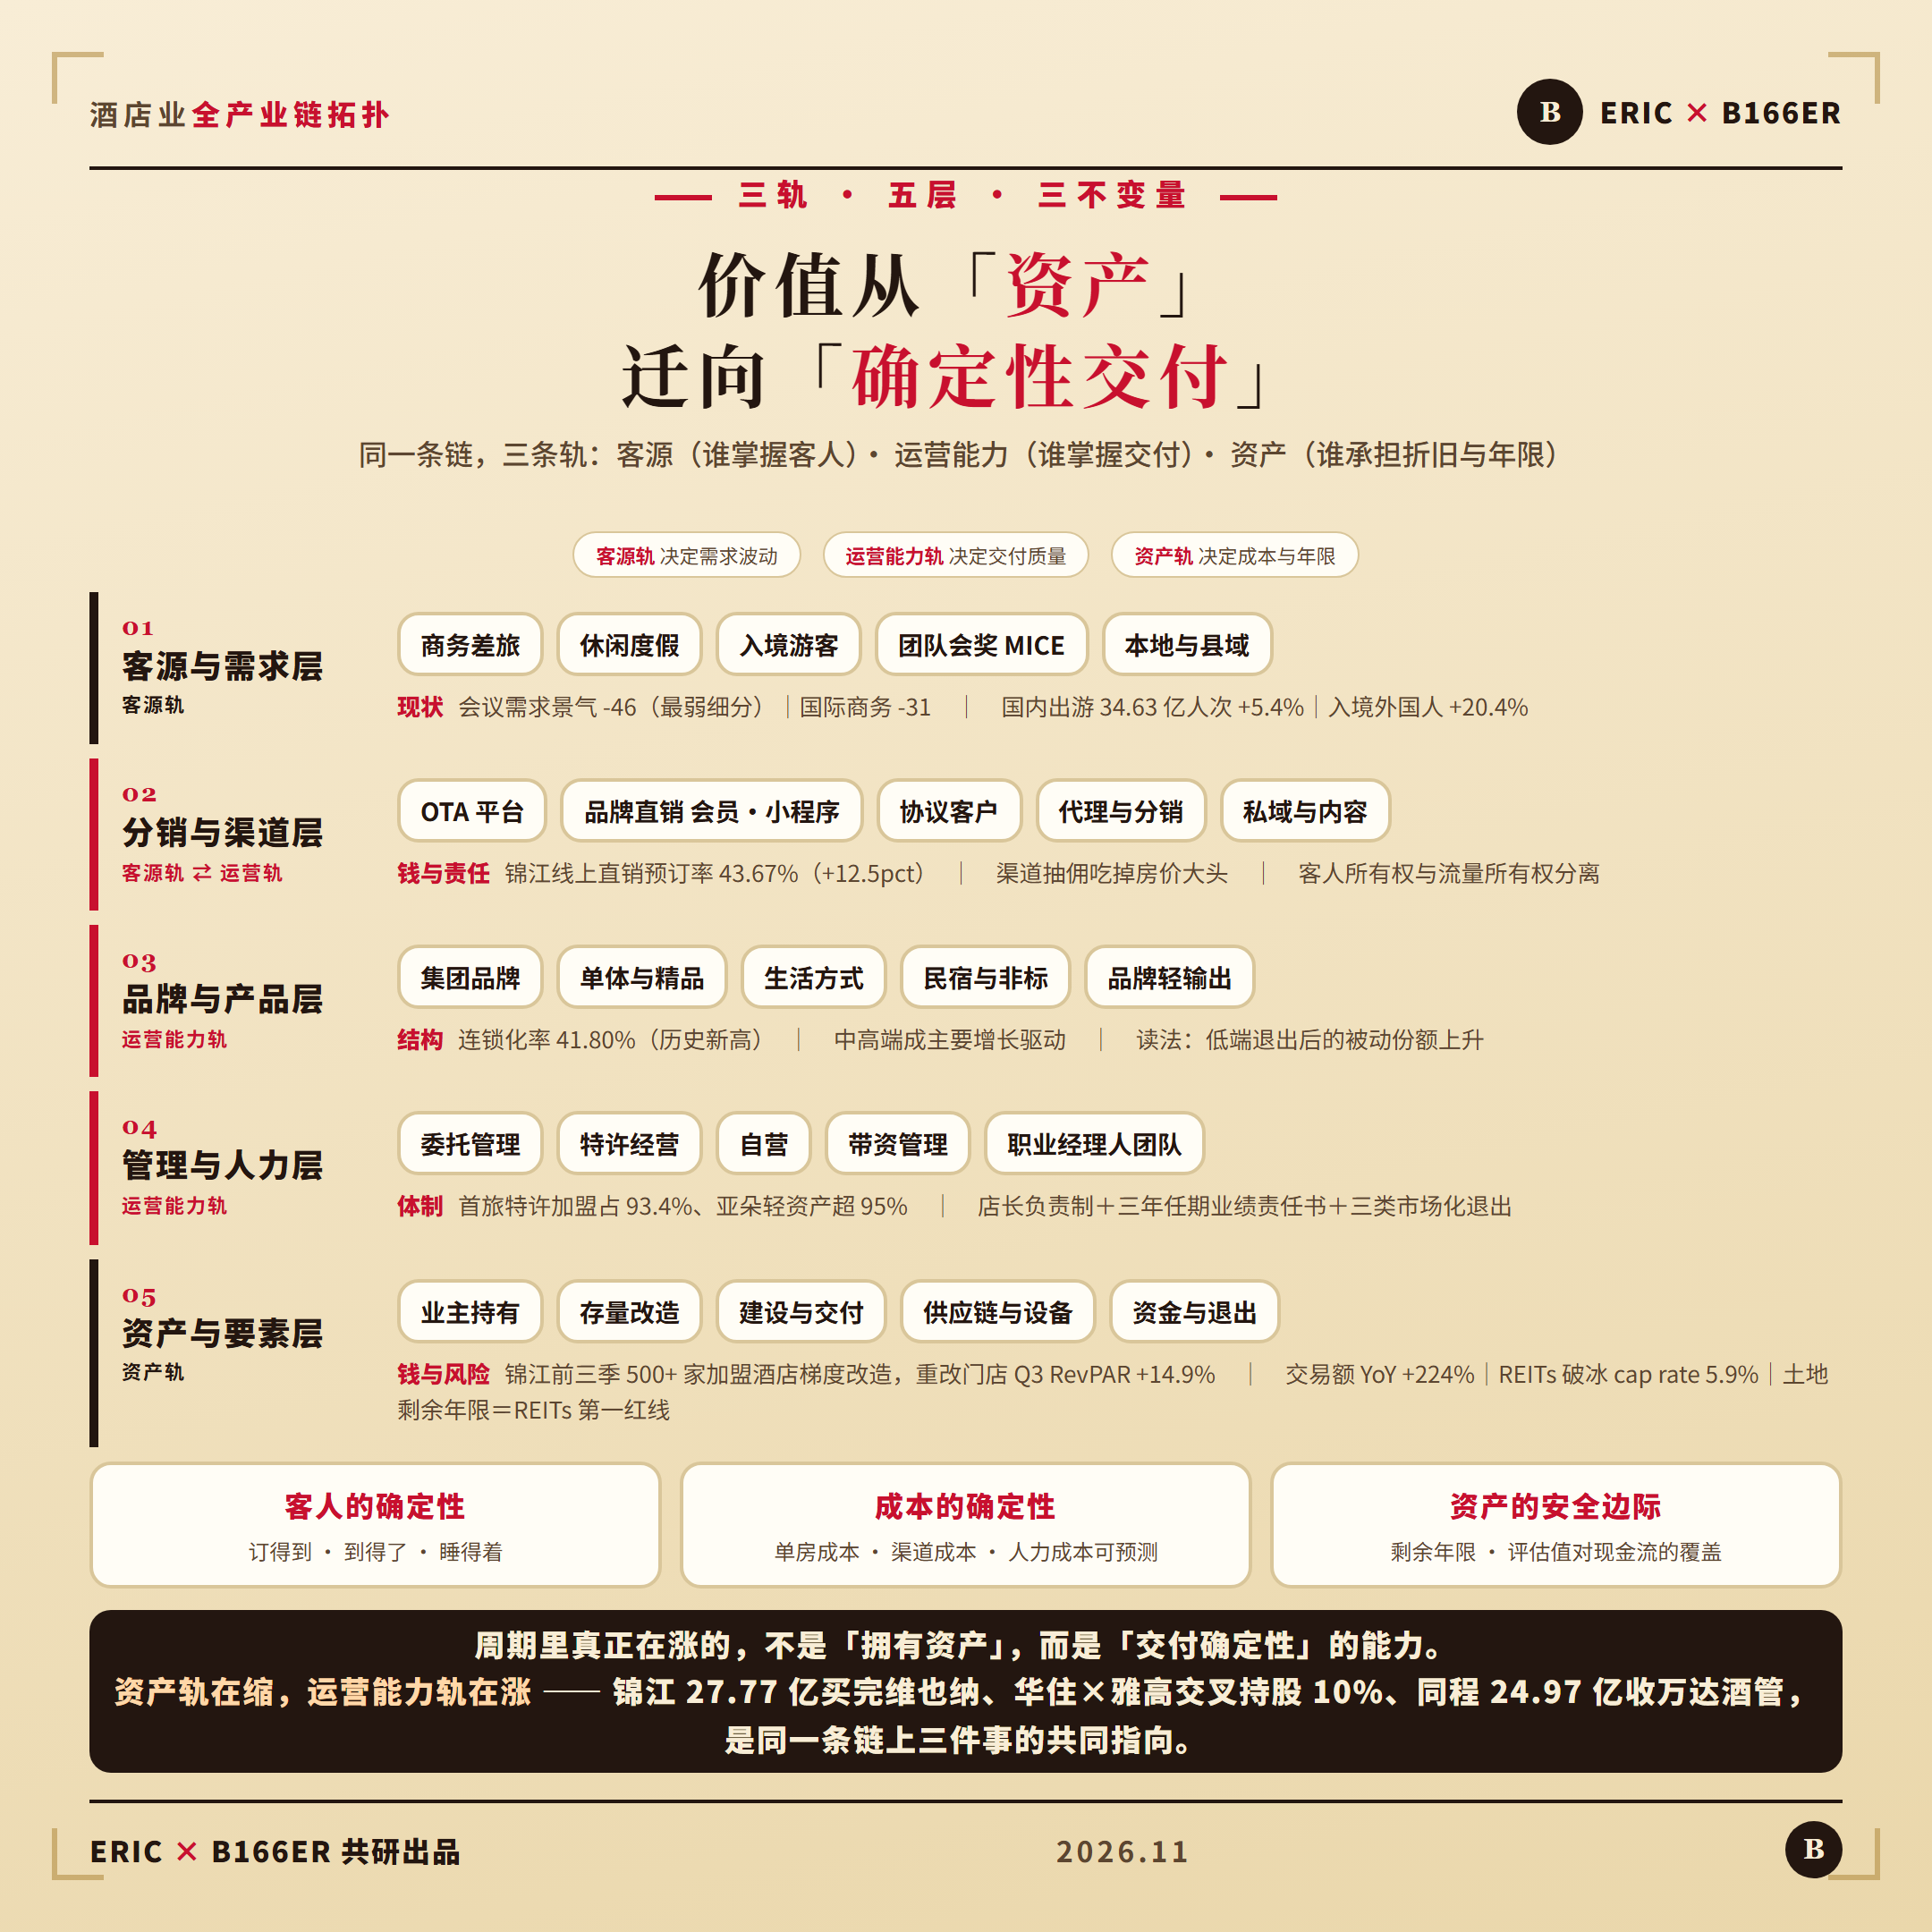 酒店业全产业链拓扑
B ERIC × B166ER
三轨 · 五层 · 三不变量
价值从「资产」
迁向「确定性交付」
同一条链，三条轨：客源（谁掌握客人）· 运营能力（谁掌握交付）· 资产（谁承担折旧与年限）
客源轨 决定需求波动
运营能力轨 决定交付质量
资产轨 决定成本与年限
01
客源与需求层
客源轨
商务差旅 休闲度假 入境游客 团队会奖 MICE 本地与县域
现状 会议需求景气 -46（最弱细分）｜国际商务 -31 ｜ 国内出游 34.63 亿人次 +5.4%｜入境外国人 +20.4%
02
分销与渠道层
客源轨 ⇄ 运营轨
OTA 平台 品牌直销 会员·小程序 协议客户 代理与分销 私域与内容
钱与责任 锦江线上直销预订率 43.67%（+12.5pct） ｜ 渠道抽佣吃掉房价大头 ｜ 客人所有权与流量所有权分离
03
品牌与产品层
运营能力轨
集团品牌 单体与精品 生活方式 民宿与非标 品牌轻输出
结构 连锁化率 41.80%（历史新高） ｜ 中高端成主要增长驱动 ｜ 读法：低端退出后的被动份额上升
04
管理与人力层
运营能力轨
委托管理 特许经营 自营 带资管理 职业经理人团队
体制 首旅特许加盟占 93.4%、亚朵轻资产超 95% ｜ 店长负责制＋三年任期业绩责任书＋三类市场化退出
05
资产与要素层
资产轨
业主持有 存量改造 建设与交付 供应链与设备 资金与退出
钱与风险 锦江前三季 500+ 家加盟酒店梯度改造，重改门店 Q3 RevPAR +14.9% ｜ 交易额 YoY +224%｜REITs 破冰 cap rate 5.9%｜土地
剩余年限＝REITs 第一红线
客人的确定性
订得到 · 到得了 · 睡得着
成本的确定性
单房成本 · 渠道成本 · 人力成本可预测
资产的安全边际
剩余年限 · 评估值对现金流的覆盖
周期里真正在涨的，不是「拥有资产」，而是「交付确定性」的能力。
资产轨在缩，运营能力轨在涨 —— 锦江 27.77 亿买完维也纳、华住×雅高交叉持股 10%、同程 24.97 亿收万达酒管，
是同一条链上三件事的共同指向。
ERIC × B166ER 共研出品
2026.11
B